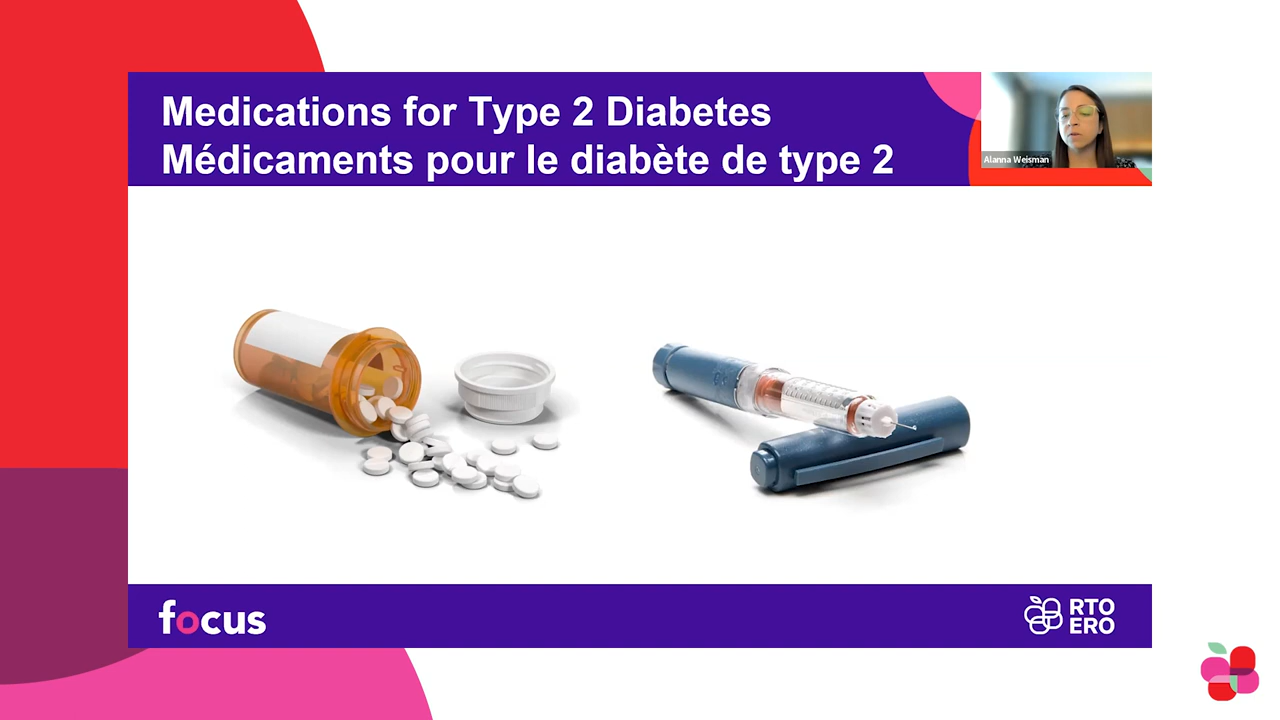 Medications for Type 2 Diabetes
Médicaments pour le diabète de type 2
Alanna Weisman
focus
RTO
ERO